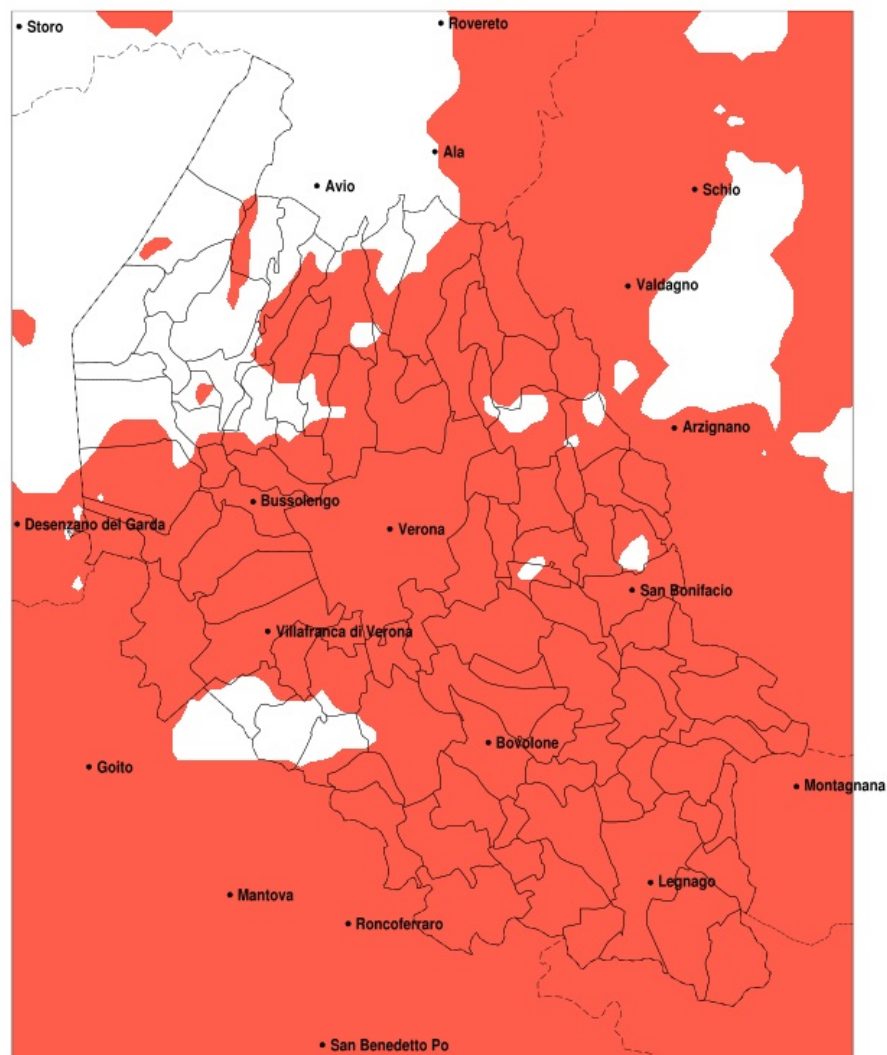 Storo
Rovereto
Ala
Avio
Schio
Valdagno
Arzignano
Bussolengo
Desenzano del Garda
Verona
San Bonifacio
Villafranca di Verona
Bovolone
Goito
Montagnana
Legnago
Mantova
Roncoferraro
San Benedetto Po